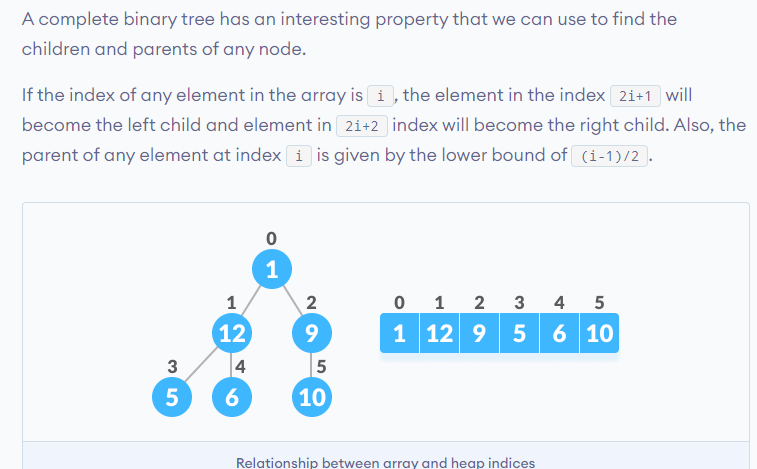 A complete binary tree has an interesting property that we can use to find the
children and parents of any node.
If the index of any element in the array is i, the element in the index 2i+1 will
become the left child and element in 2i+2 index will become the right child. Also, the
parent of any element at index i is given by the lower bound of (i-1)/2.
0
1
1 2
12 9
3 4 5
5 6 10
0 1 2 3 4 5
1 12 9 5 6 10
Relationship between array and heap indices